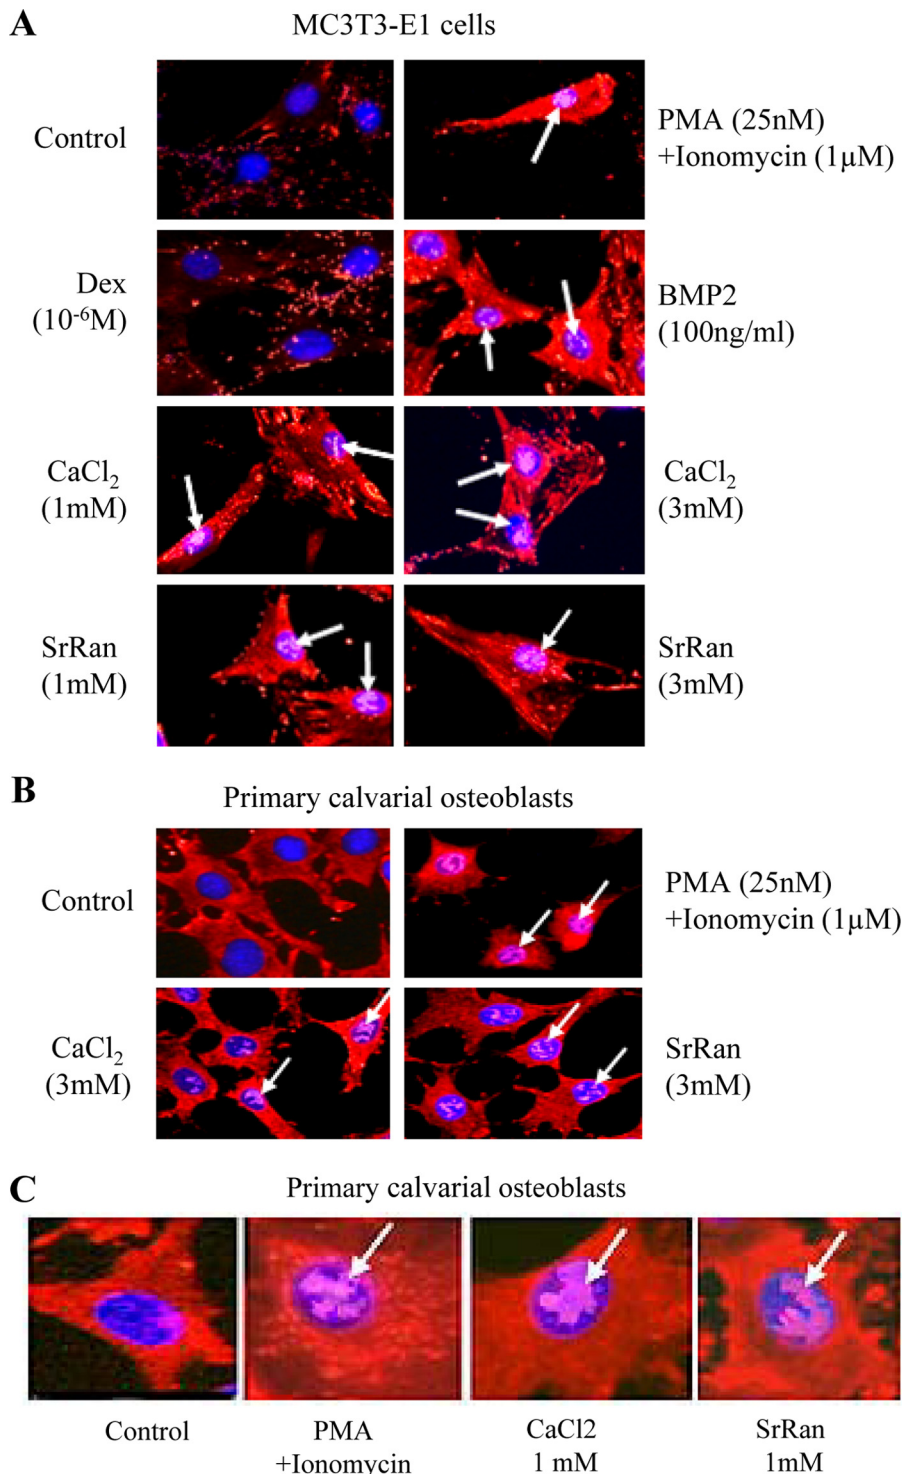 A
MC3T3-E1 cells
Control
PMA (25nM)
+Ionomycin (1μM)
Dex
(10⁻⁶M)
BMP2
(100ng/ml)
CaCl₂
(1mM)
CaCl₂
(3mM)
SrRan
(1mM)
SrRan
(3mM)
B
Primary calvarial osteoblasts
Control
PMA (25nM)
+Ionomycin (1μM)
CaCl₂
(3mM)
SrRan
(3mM)
C
Primary calvarial osteoblasts
Control
PMA
+Ionomycin
CaCl2
1 mM
SrRan
1mM